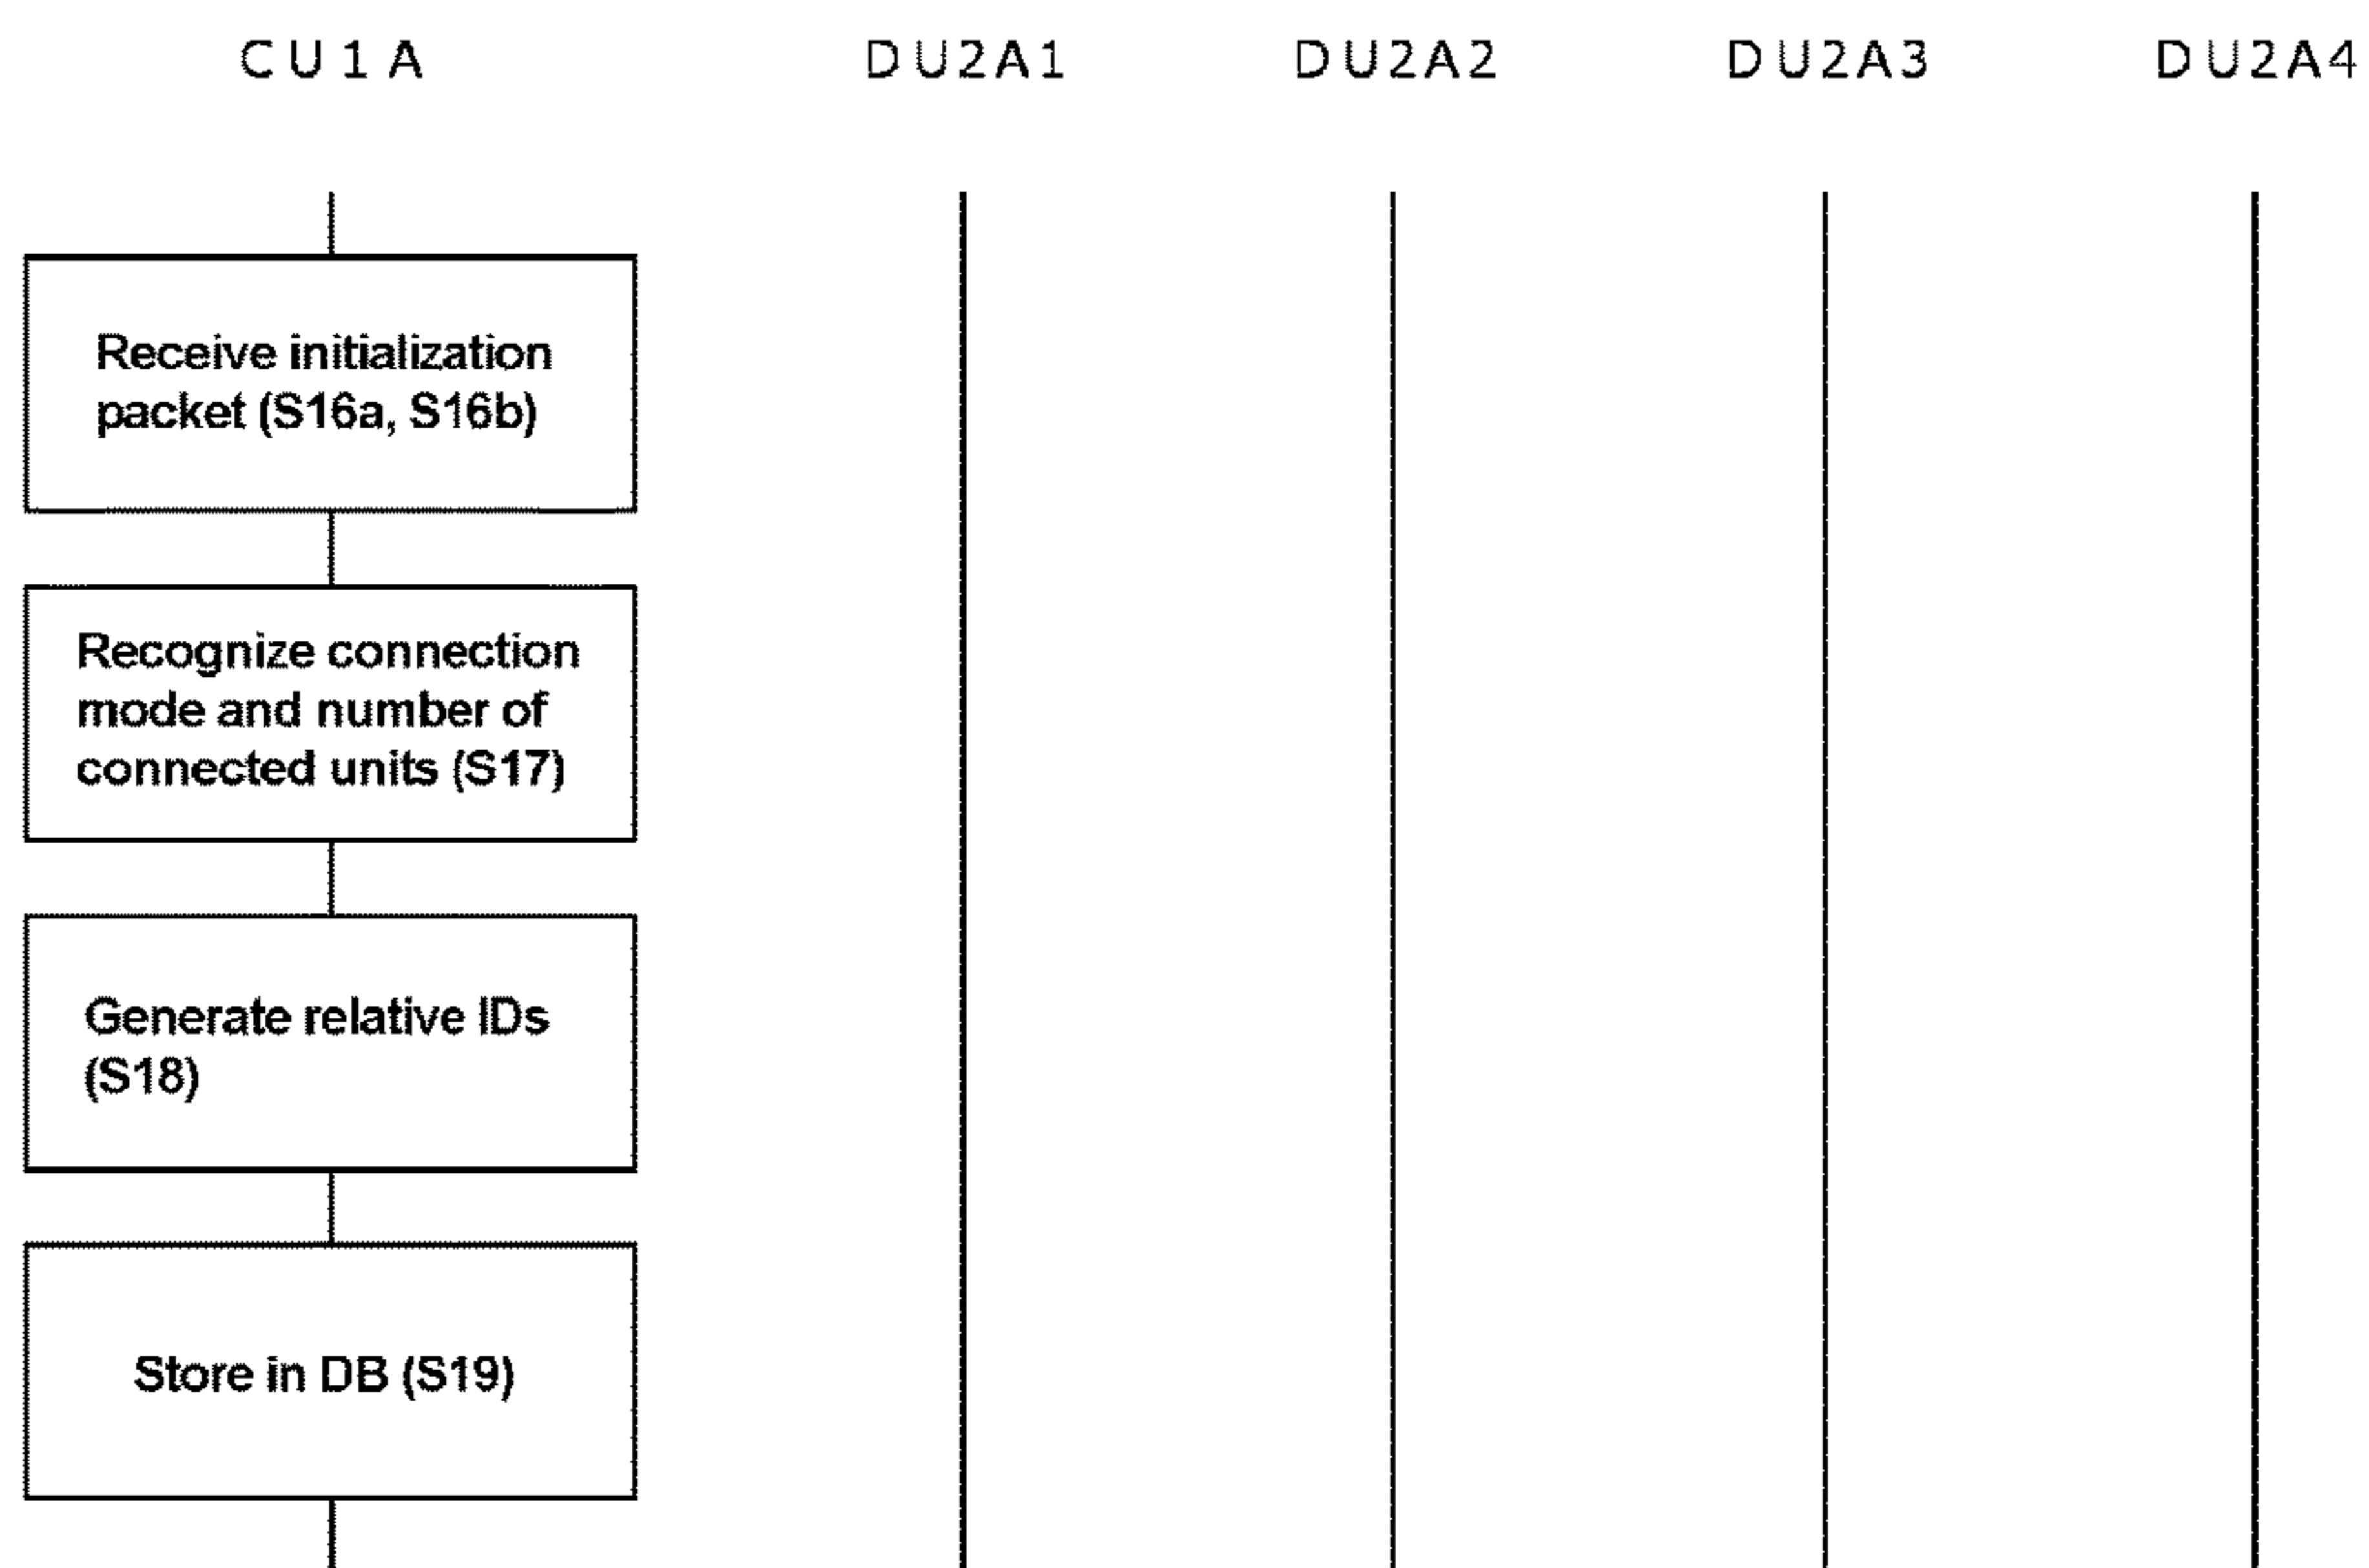 CU1A DU2A1 DU2A2 DU2A3 DU2A4
Receive initialization
packet (S16a, S16b)
Recognize connection
mode and number of
connected units (S17)
Generate relative IDs
(S18)
Store in DB (S19)